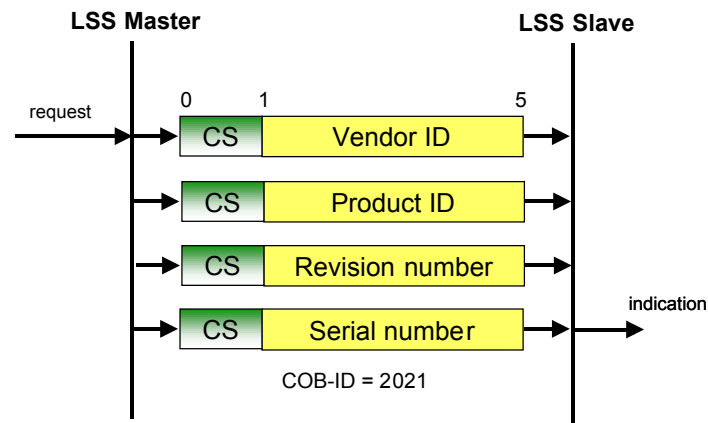 LSS Master
LSS Slave
request
0 1 5
CS Vendor ID
CS Product ID
CS Revision number
CS Serial number
indication
COB-ID = 2021